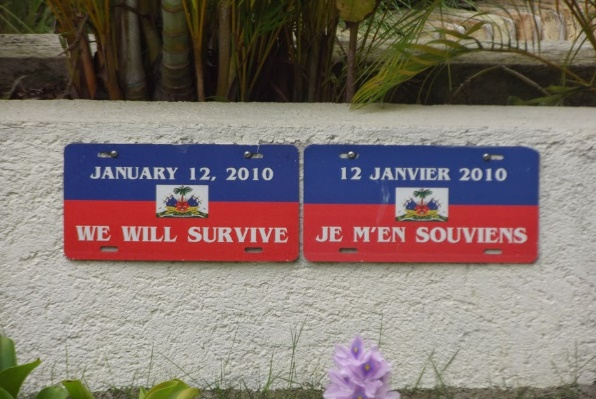 JANUARY 12, 2010
WE WILL SURVIVE
12 JANVIER 2010
JE M'EN SOUVIENS